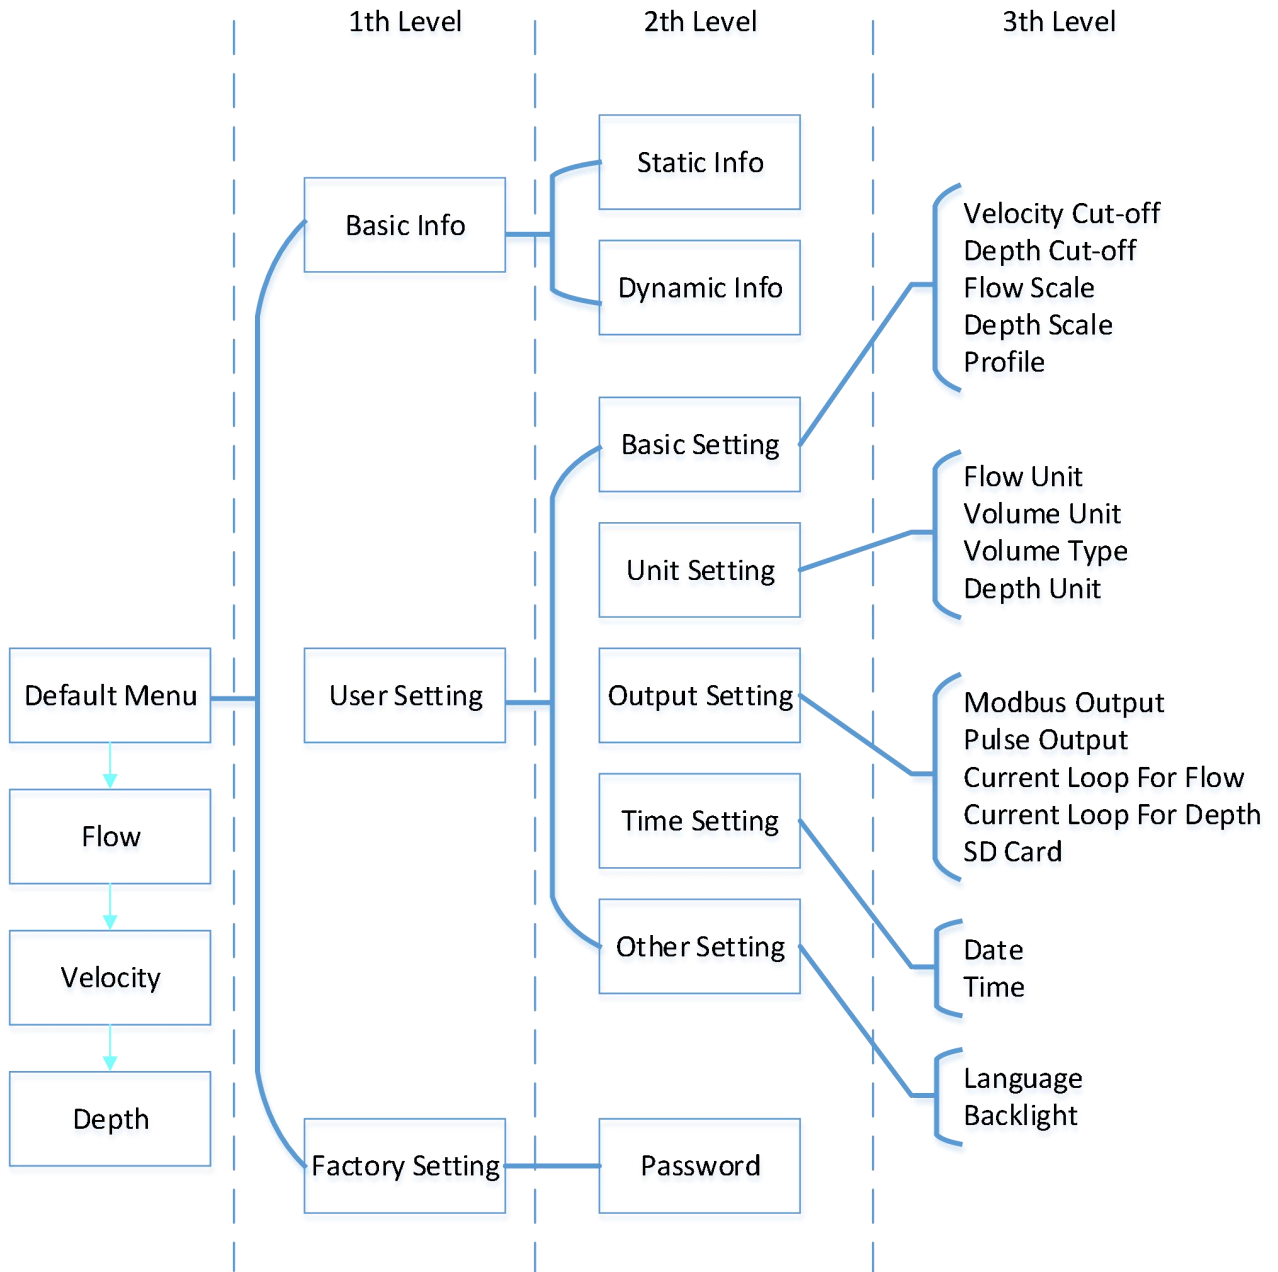 1th Level
2th Level
3th Level
Static Info
Basic Info
Dynamic Info
Velocity Cut-off
Depth Cut-off
Flow Scale
Depth Scale
Profile
Basic Setting
Flow Unit
Volume Unit
Volume Type
Depth Unit
Unit Setting
Default Menu
User Setting
Output Setting
Modbus Output
Pulse Output
Current Loop For Flow
Current Loop For Depth
SD Card
Flow
Time Setting
Velocity
Other Setting
Date
Time
Language
Backlight
Depth
Factory Setting
Password